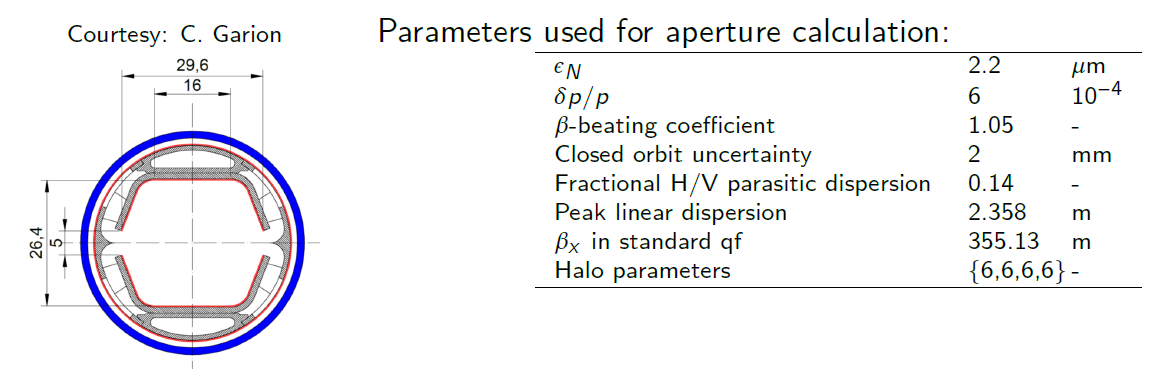 Courtesy: C. Garion
29,6
16
26,4
5
Parameters used for aperture calculation:
ϵN 2.2 μm
δp/p 6 10−4
β-beating coefficient 1.05 -
Closed orbit uncertainty 2 mm
Fractional H/V parasitic dispersion 0.14 -
Peak linear dispersion 2.358 m
βx in standard qf 355.13 m
Halo parameters {6,6,6,6} -